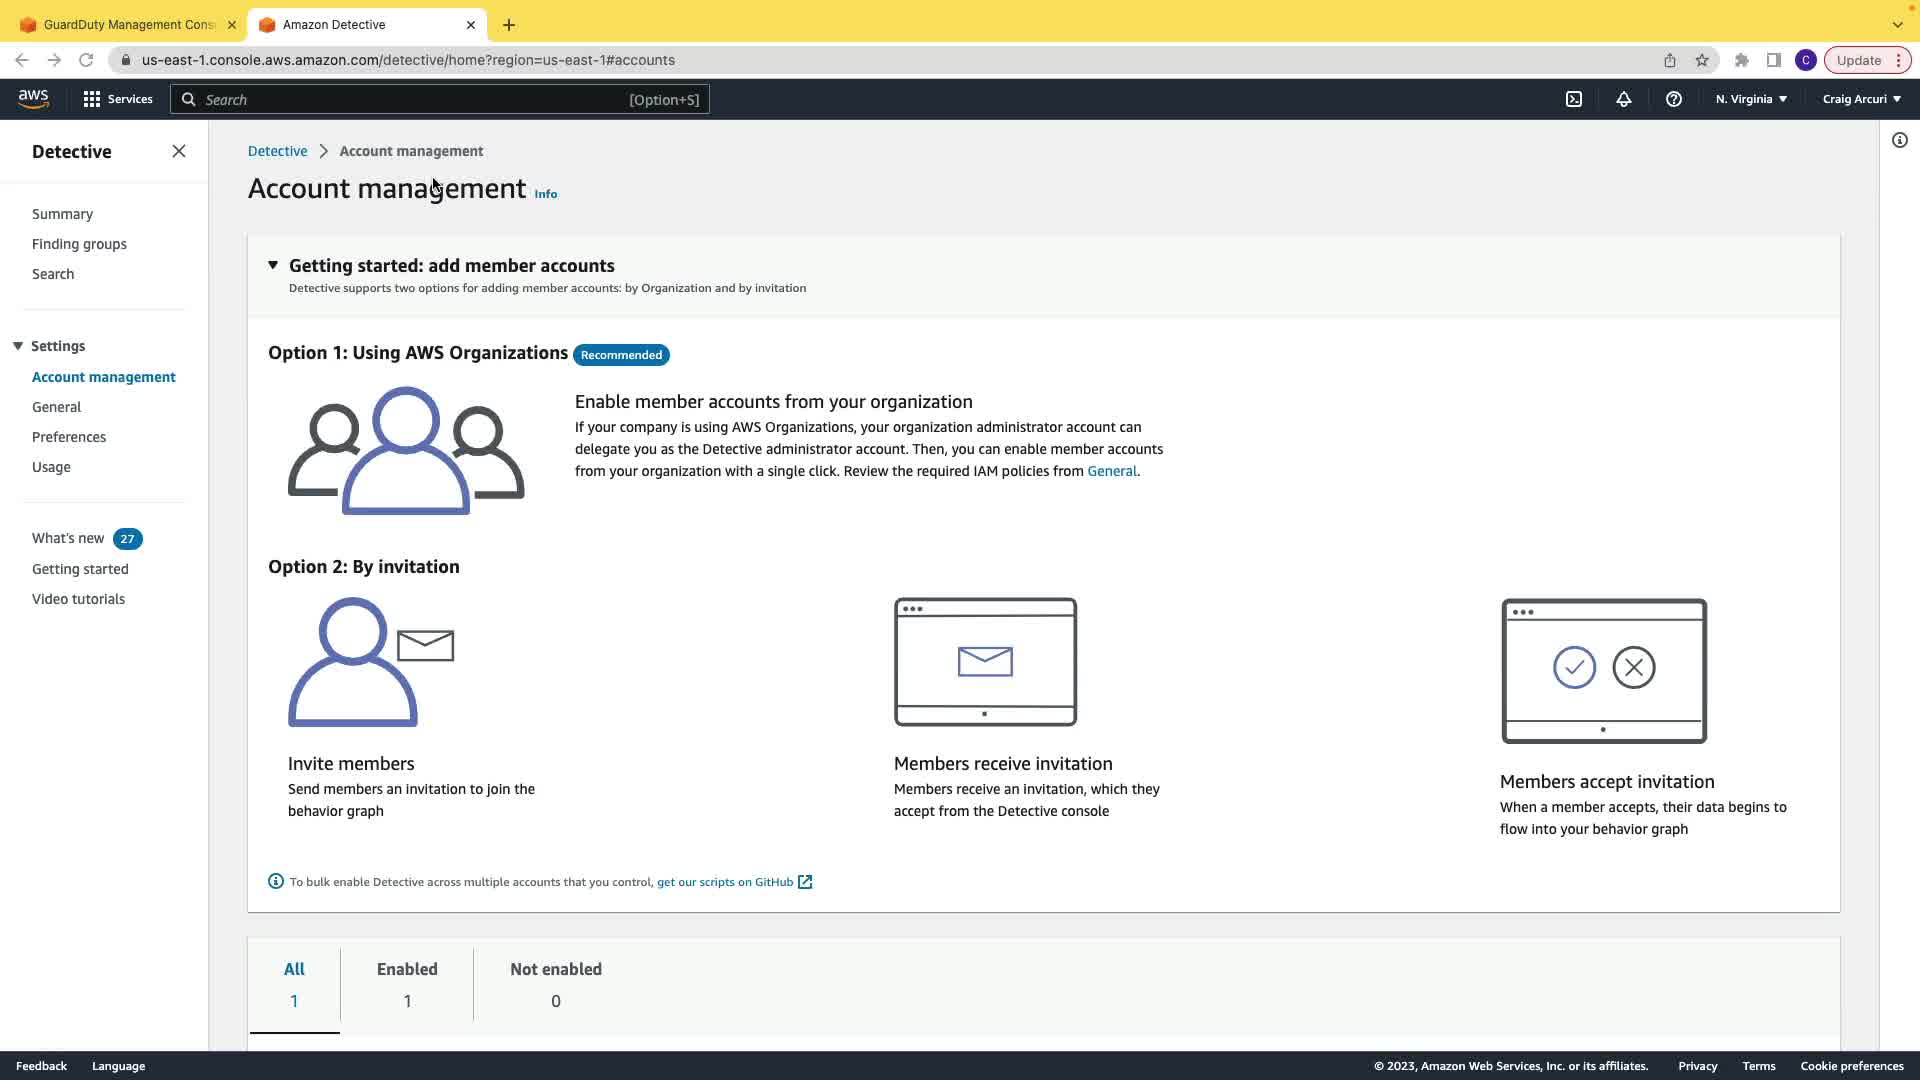 GuardDuty Management Cons
Amazon Detective
us-east-1.console.aws.amazon.com/detective/home?region=us-east-1#accounts
C
Update
aws
Services
Search
[Option+S]
N. Virginia
Craig Arcuri
Detective
Summary
Finding groups
Search
Settings
Account management
General
Preferences
Usage
What's new 27
Getting started
Video tutorials
Detective
Account management
Account management Info
Getting started: add member accounts
Detective supports two options for adding member accounts: by Organization and by invitation
Option 1: Using AWS Organizations Recommended
Enable member accounts from your organization
If your company is using AWS Organizations, your organization administrator account can
delegate you as the Detective administrator account. Then, you can enable member accounts
from your organization with a single click. Review the required IAM policies from General.
Option 2: By invitation
Invite members
Send members an invitation to join the
behavior graph
Members receive invitation
Members receive an invitation, which they
accept from the Detective console
Members accept invitation
When a member accepts, their data begins to
flow into your behavior graph
To bulk enable Detective across multiple accounts that you control, get our scripts on GitHub
All
1
Enabled
1
Not enabled
0
Feedback
Language
© 2023, Amazon Web Services, Inc. or its affiliates.
Privacy
Terms
Cookie preferences